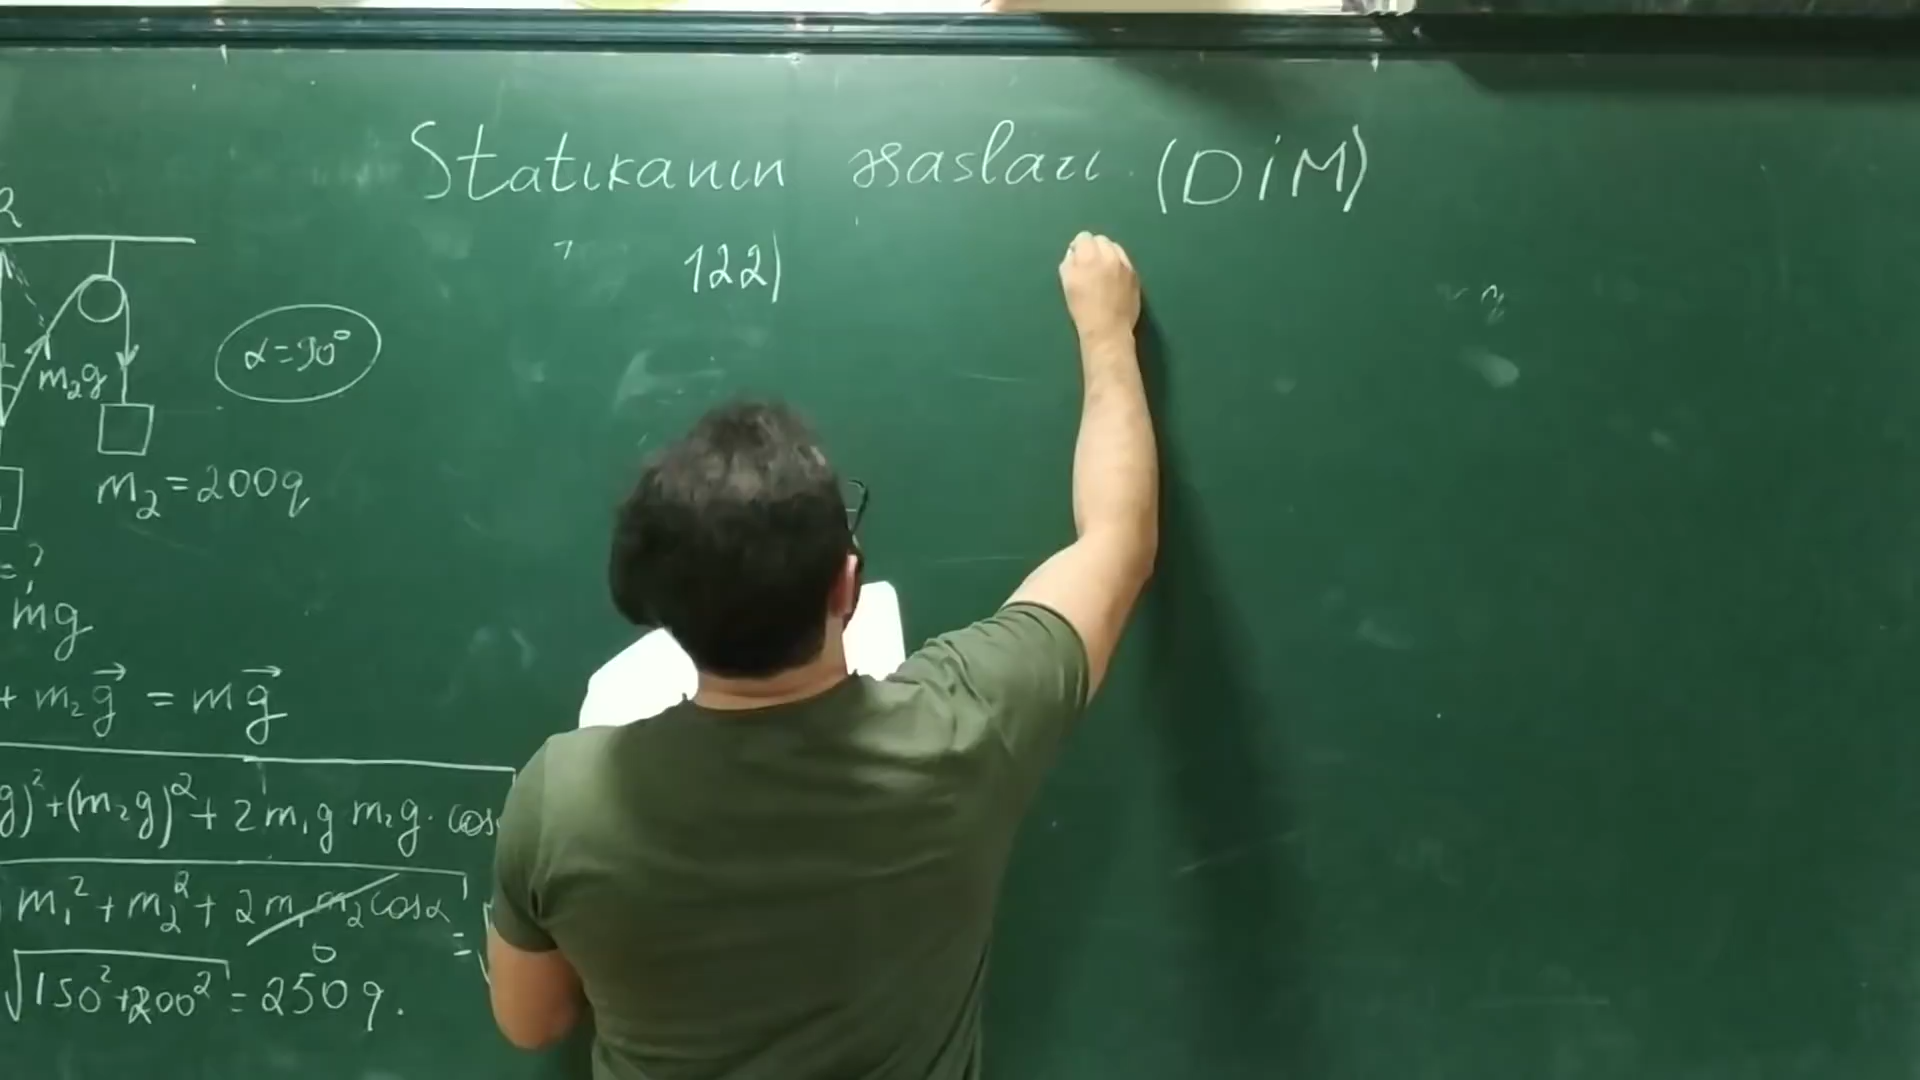 Statikanın əsasları (DİM)
122)
m₂g
α=90°
m₂=200q
=?
mg
+ m₂g⃗ = mg⃗
g)²+(m₂g)²+2m₁g m₂g·cos
m₁²+m₂²+2m₁m₂cosα =
0
√150²+200² = 250q.